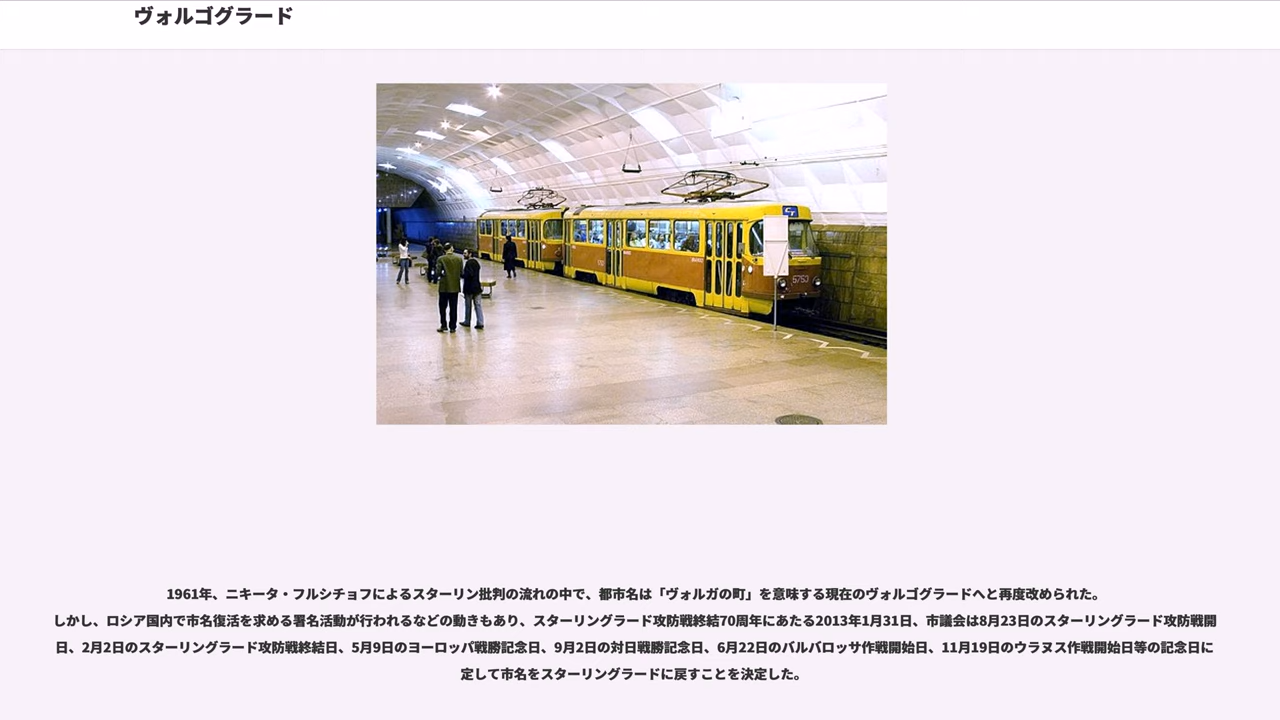 ヴォルゴグラード
5753
1961年、ニキータ・フルシチョフによるスターリン批判の流れの中で、都市名は「ヴォルガの町」を意味する現在のヴォルゴグラードへと再度改められた。
しかし、ロシア国内で市名復活を求める署名活動が行われるなどの動きもあり、スターリングラード攻防戦終結70周年にあたる2013年1月31日、市議会は8月23日のスターリングラード攻防戦開
日、2月2日のスターリングラード攻防戦終結日、5月9日のヨーロッパ戦勝記念日、9月2日の対日戦勝記念日、6月22日のバルバロッサ作戦開始日、11月19日のウラヌス作戦開始日等の記念日に
定して市名をスターリングラードに戻すことを決定した。